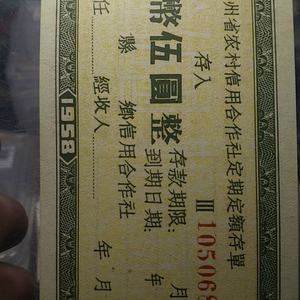 州省农村信用合作社定期定額存單
存入 III 10506
幣伍圓整
存款期限: 月
到期日期: 年
縣 鄉信用合作社
任 經收人 年 月
1958